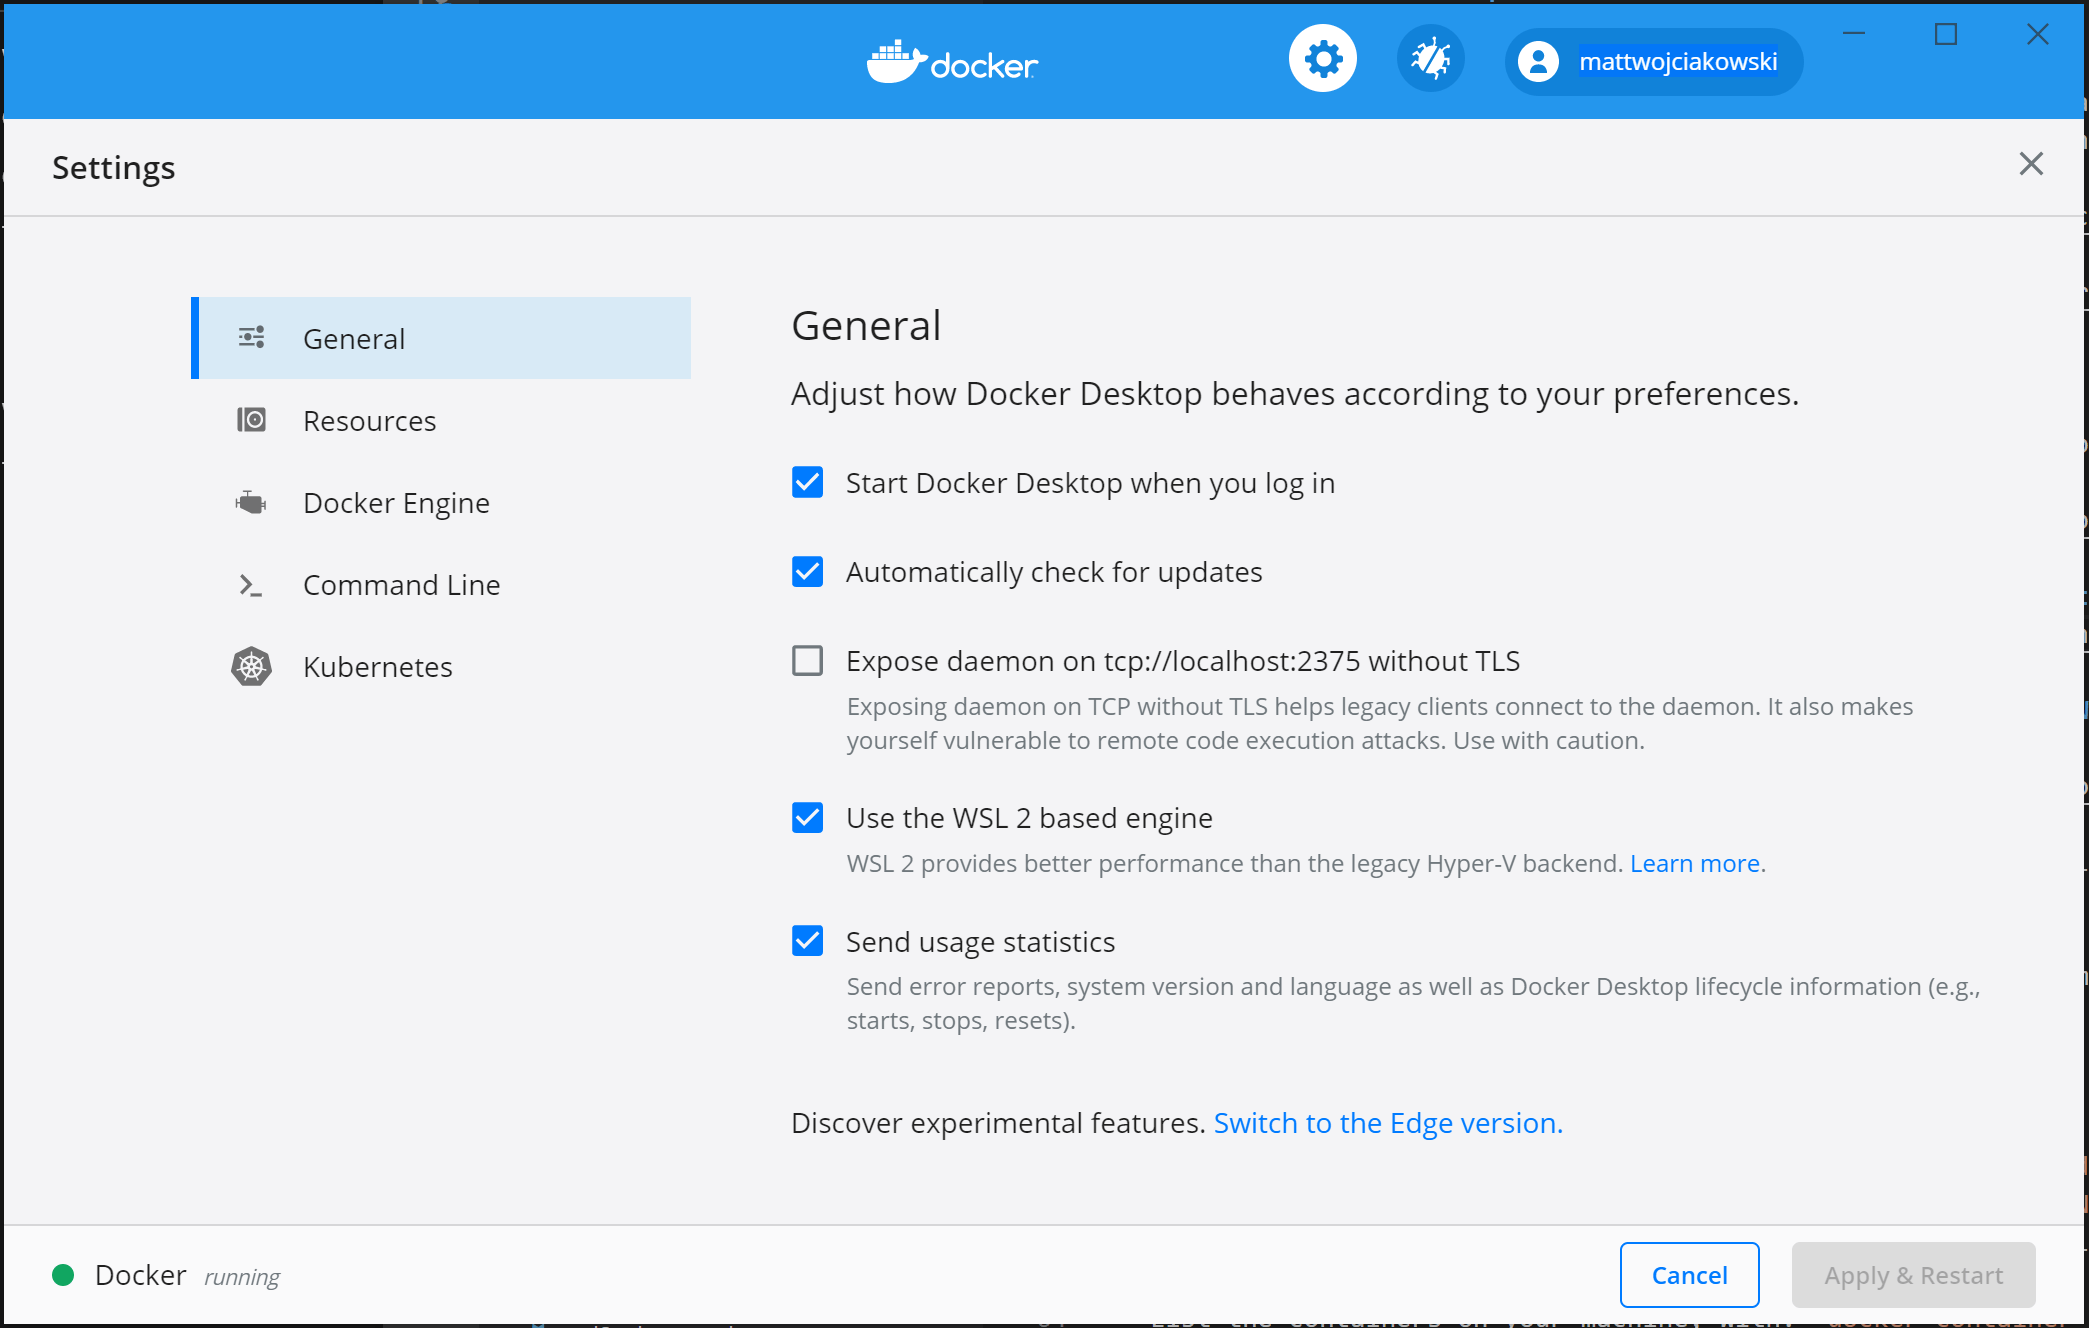 docker
mattwojciakowski
Settings
General
Resources
Docker Engine
Command Line
Kubernetes
General
Adjust how Docker Desktop behaves according to your preferences.
Start Docker Desktop when you log in
Automatically check for updates
Expose daemon on tcp://localhost:2375 without TLS
Exposing daemon on TCP without TLS helps legacy clients connect to the daemon. It also makes
yourself vulnerable to remote code execution attacks. Use with caution.
Use the WSL 2 based engine
WSL 2 provides better performance than the legacy Hyper-V backend. Learn more.
Send usage statistics
Send error reports, system version and language as well as Docker Desktop lifecycle information (e.g.,
starts, stops, resets).
Discover experimental features. Switch to the Edge version.
Docker running
Cancel
Apply & Restart